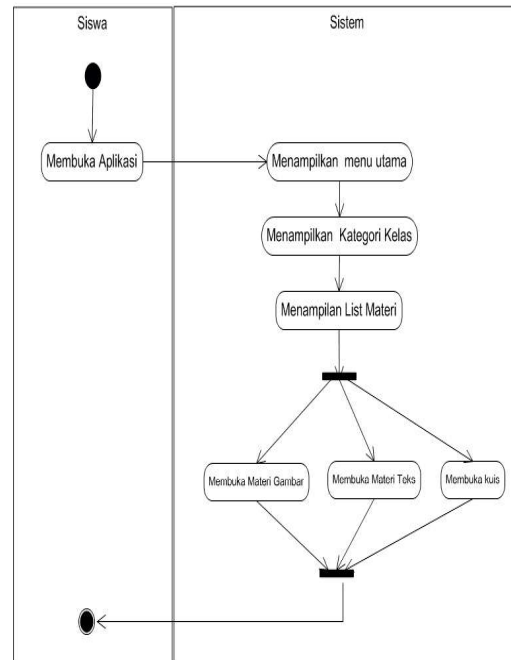 Siswa
Sistem
Membuka Aplikasi
Menampilkan menu utama
Menampilkan Kategori Kelas
Menampilan List Materi
Membuka Materi Gambar
Membuka Materi Teks
Membuka kuis